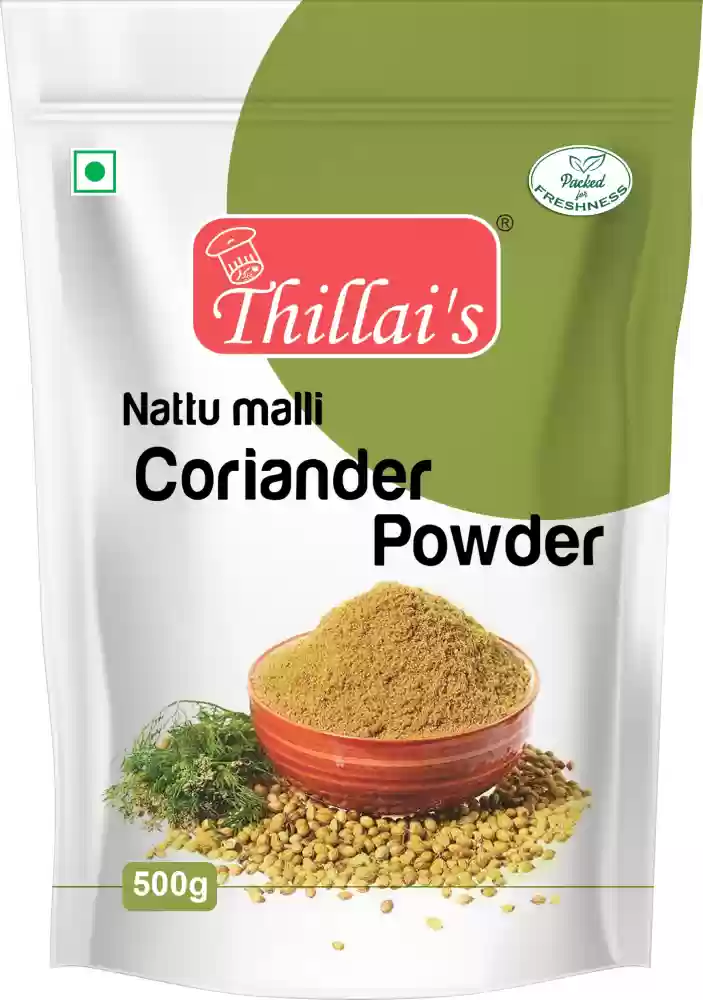 Packed
for
FRESHNESS
Thillai's
®
Nattu malli
Coriander
Powder
500g